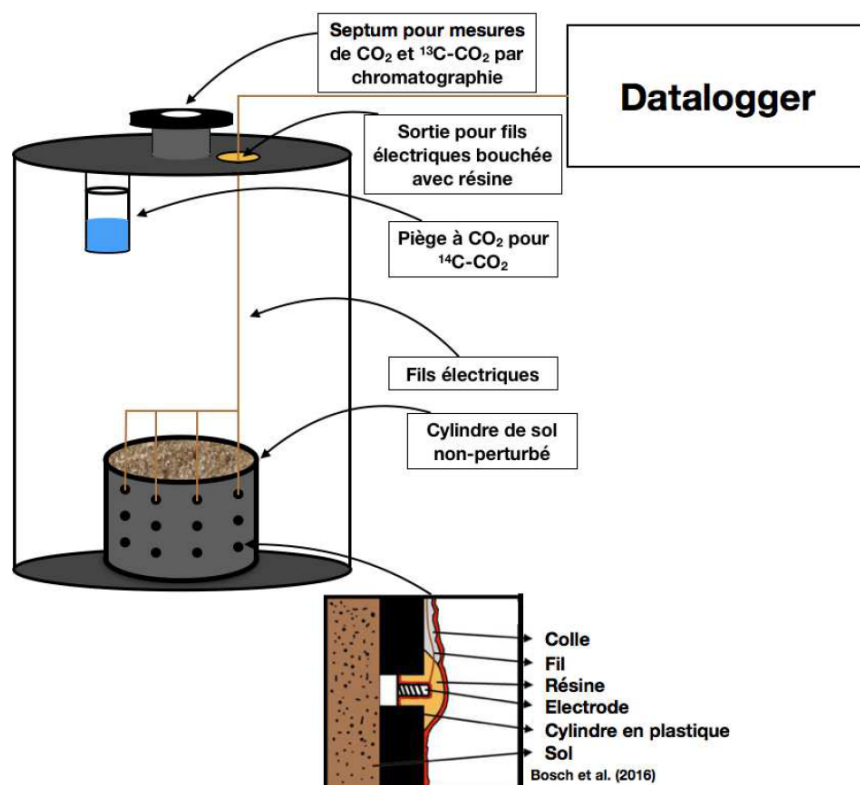 Septum pour mesures
de CO₂ et ¹³C-CO₂ par
chromatographie
Datalogger
Sortie pour fils
électriques bouchée
avec résine
Piège à CO₂ pour
¹⁴C-CO₂
Fils électriques
Cylindre de sol
non-perturbé
Colle
Fil
Résine
Electrode
Cylindre en plastique
Sol
Bosch et al. (2016)